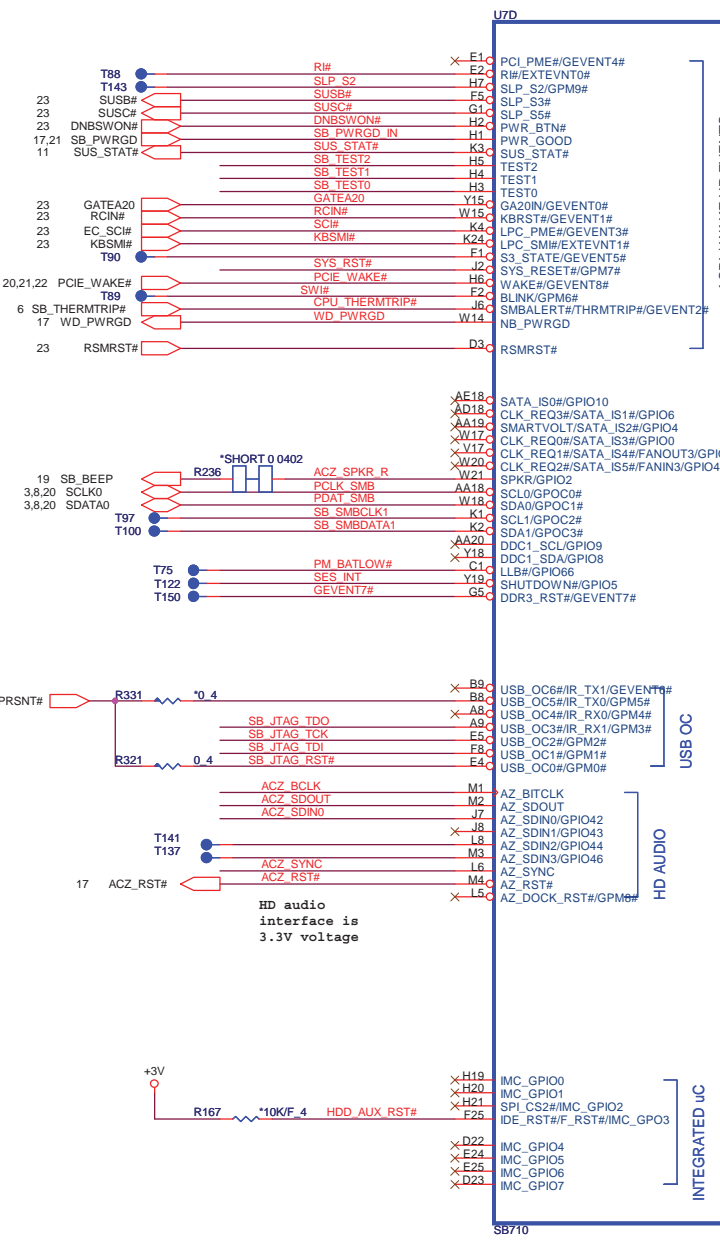 U7D
E1 PCI_PME#/GEVENT4#
T88 RI# E2 RI#/EXTEVNT0#
T143 SLP_S2 H7 SLP_S2/GPM9#
23 SUSB# SUSB# F5 SLP_S3#
23 SUSC# SUSC# G1 SLP_S5#
23 DNBSWON# DNBSWON# H2 PWR_BTN#
17,21 SB_PWRGD SB_PWRGD_IN H1 PWR_GOOD
11 SUS_STAT# SUS_STAT# K3 SUS_STAT#
SB_TEST2 H5 TEST2
SB_TEST1 H4 TEST1
SB_TEST0 H3 TEST0
23 GATEA20 GATEA20 Y15 GA20IN/GEVENT0#
23 RCIN# RCIN# W15 KBRST#/GEVENT1#
23 EC_SCI# SCI# K4 LPC_PME#/GEVENT3#
23 KBSMI# KBSMI# K24 LPC_SMI#/EXTEVNT1#
T90 F1 S3_STATE/GEVENT5#
SYS_RST# J2 SYS_RESET#/GPM7#
20,21,22 PCIE_WAKE# PCIE_WAKE# H6 WAKE#/GEVENT8#
T89 SWI# F2 BLINK/GPM6#
6 SB_THERMTRIP# CPU_THERMTRIP# J6 SMBALERT#/THRMTRIP#/GEVENT2#
17 WD_PWRGD WD_PWRGD W14 NB_PWRGD
23 RSMRST# D3 RSMRST#
AE18 SATA_IS0#/GPIO10
AD18 CLK_REQ3#/SATA_IS1#/GPIO6
AA19 SMARTVOLT/SATA_IS2#/GPIO4
W17 CLK_REQ0#/SATA_IS3#/GPIO0
V17 CLK_REQ1#/SATA_IS4#/FANOUT3/GPIO
W20 CLK_REQ2#/SATA_IS5#/FANIN3/GPIO4
19 SB_BEEP R236 *SHORT 0 0402 ACZ_SPKR_R W21 SPKR/GPIO2
3,8,20 SCLK0 PCLK_SMB AA18 SCL0/GPOC0#
3,8,20 SDATA0 PDAT_SMB W18 SDA0/GPOC1#
T97 SB_SMBCLK1 K1 SCL1/GPOC2#
T100 SB_SMBDATA1 K2 SDA1/GPOC3#
AA20 DDC1_SCL/GPIO9
Y18 DDC1_SDA/GPIO8
T75 PM_BATLOW# C1 LLB#/GPIO66
T122 SES_INT Y19 SHUTDOWN#/GPIO5
T150 GEVENT7# G5 DDR3_RST#/GEVENT7#
B9 USB_OC6#/IR_TX1/GEVENT6#
PRSNT# R331 *0_4 B8 USB_OC5#/IR_TX0/GPM5#
A8 USB_OC4#/IR_RX0/GPM4#
SB_JTAG_TDO A9 USB_OC3#/IR_RX1/GPM3#
SB_JTAG_TCK E5 USB_OC2#/GPM2#
SB_JTAG_TDI F8 USB_OC1#/GPM1#
R321 0_4 SB_JTAG_RST# E4 USB_OC0#/GPM0#
USB OC
ACZ_BCLK M1 AZ_BITCLK
ACZ_SDOUT M2 AZ_SDOUT
ACZ_SDIN0 J7 AZ_SDIN0/GPIO42
J8 AZ_SDIN1/GPIO43
T141 L8 AZ_SDIN2/GPIO44
T137 M3 AZ_SDIN3/GPIO46
ACZ_SYNC L6 AZ_SYNC
17 ACZ_RST# ACZ_RST# M4 AZ_RST#
L5 AZ_DOCK_RST#/GPM8#
HD AUDIO
HD audio
interface is
3.3V voltage
+3V
H19 IMC_GPIO0
H20 IMC_GPIO1
H21 SPI_CS2#/IMC_GPIO2
R167 *10K/F_4 HDD_AUX_RST# F25 IDE_RST#/F_RST#/IMC_GPO3
D22 IMC_GPIO4
E24 IMC_GPIO5
E25 IMC_GPIO6
D23 IMC_GPIO7
INTEGRATED uC
SB710